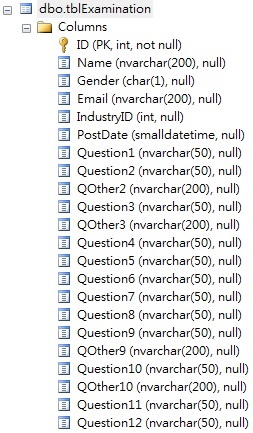 dbo.tblExamination
Columns
ID (PK, int, not null)
Name (nvarchar(200), null)
Gender (char(1), null)
Email (nvarchar(200), null)
IndustryID (int, null)
PostDate (smalldatetime, null)
Question1 (nvarchar(50), null)
Question2 (nvarchar(50), null)
QOther2 (nvarchar(200), null)
Question3 (nvarchar(50), null)
QOther3 (nvarchar(200), null)
Question4 (nvarchar(50), null)
Question5 (nvarchar(50), null)
Question6 (nvarchar(50), null)
Question7 (nvarchar(50), null)
Question8 (nvarchar(50), null)
Question9 (nvarchar(50), null)
QOther9 (nvarchar(200), null)
Question10 (nvarchar(50), null)
QOther10 (nvarchar(200), null)
Question11 (nvarchar(50), null)
Question12 (nvarchar(50), null)